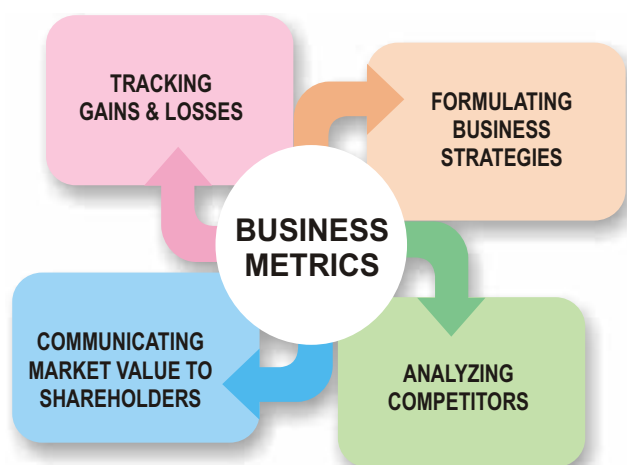 TRACKING
GAINS & LOSSES
FORMULATING
BUSINESS
STRATEGIES
BUSINESS
METRICS
COMMUNICATING
MARKET VALUE TO
SHAREHOLDERS
ANALYZING
COMPETITORS